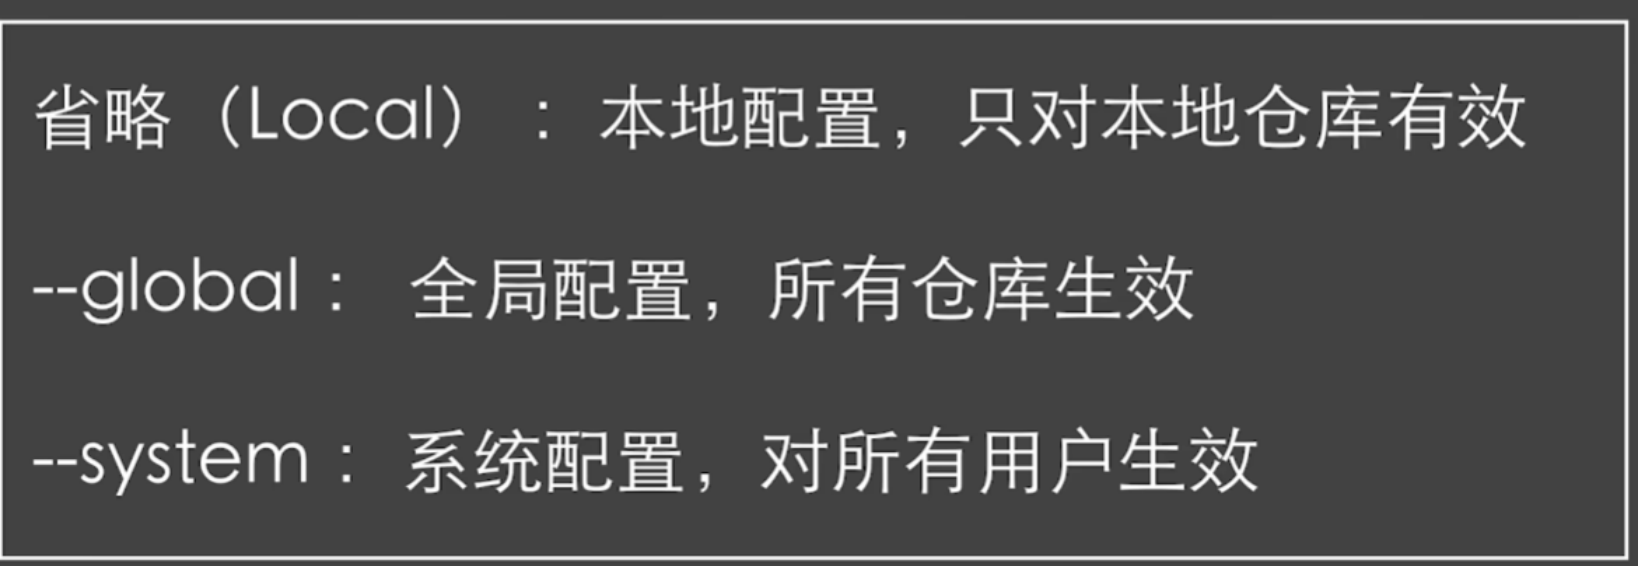 省略（Local）：本地配置，只对本地仓库有效
--global： 全局配置，所有仓库生效
--system：系统配置，对所有用户生效